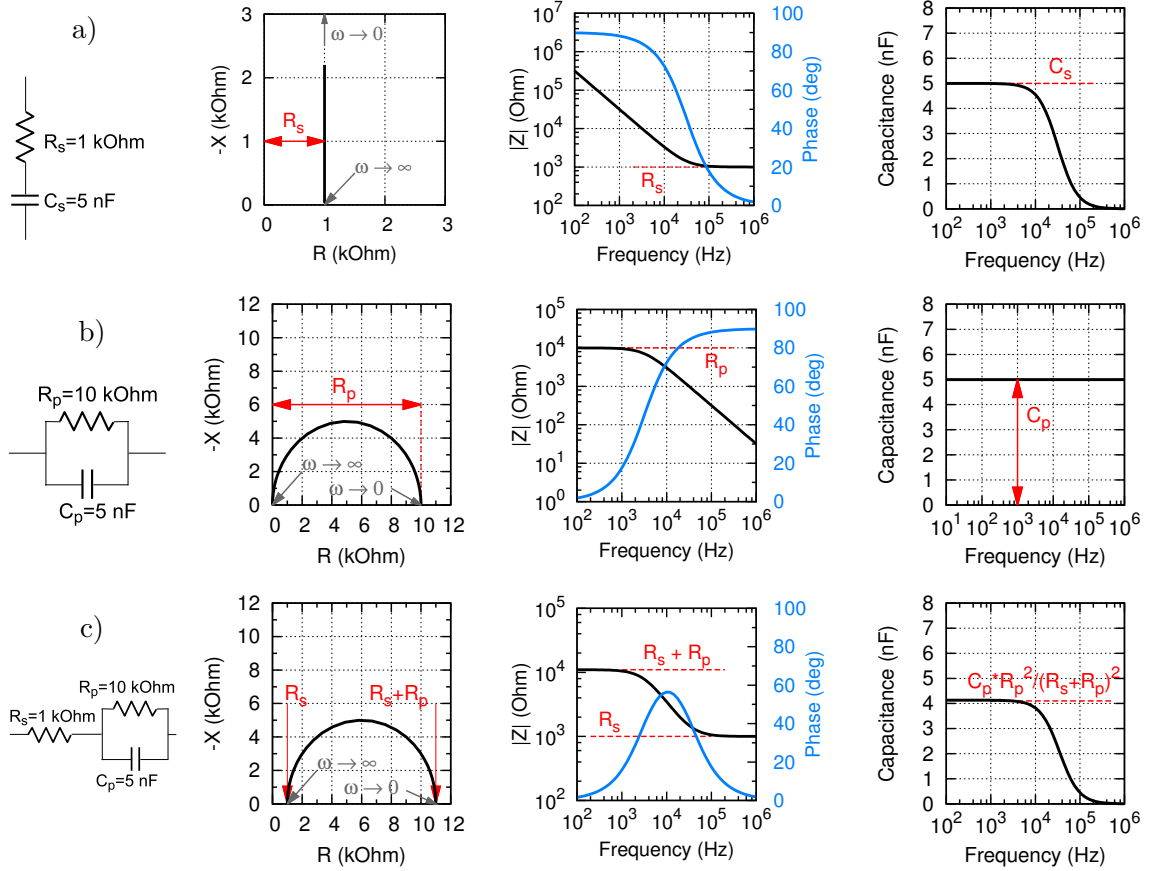 a)
R_s=1 kOhm
C_s=5 nF
-X (kOhm)
3
2
1
0
0 1 2 3
R (kOhm)
ω → 0
R_s
ω → ∞
|Z| (Ohm)
10^7
10^6
10^5
10^4
10^3
10^2
10^2 10^3 10^4 10^5 10^6
Frequency (Hz)
R_s
100
80
60
40
20
0
Phase (deg)
Capacitance (nF)
8
7
6
5
4
3
2
1
0
10^2 10^3 10^4 10^5 10^6
Frequency (Hz)
C_s
b)
R_p=10 kOhm
C_p=5 nF
-X (kOhm)
12
10
8
6
4
2
0
0 2 4 6 8 10 12
R (kOhm)
R_p
ω → ∞
ω → 0
|Z| (Ohm)
10^5
10^4
10^3
10^2
10^1
10^0
10^2 10^3 10^4 10^5 10^6
Frequency (Hz)
R_p
100
80
60
40
20
0
Phase (deg)
Capacitance (nF)
8
7
6
5
4
3
2
1
0
10^1 10^2 10^3 10^4 10^5 10^6
Frequency (Hz)
C_p
c)
R_p=10 kOhm
R_s=1 kOhm
C_p=5 nF
-X (kOhm)
12
10
8
6
4
2
0
0 2 4 6 8 10 12
R (kOhm)
R_s
R_s+R_p
ω → ∞
ω → 0
|Z| (Ohm)
10^5
10^4
10^3
10^2
10^2 10^3 10^4 10^5 10^6
Frequency (Hz)
R_s + R_p
R_s
100
80
60
40
20
0
Phase (deg)
Capacitance (nF)
8
7
6
5
4
3
2
1
0
10^2 10^3 10^4 10^5 10^6
Frequency (Hz)
C_p*R_p^2/(R_s+R_p)^2